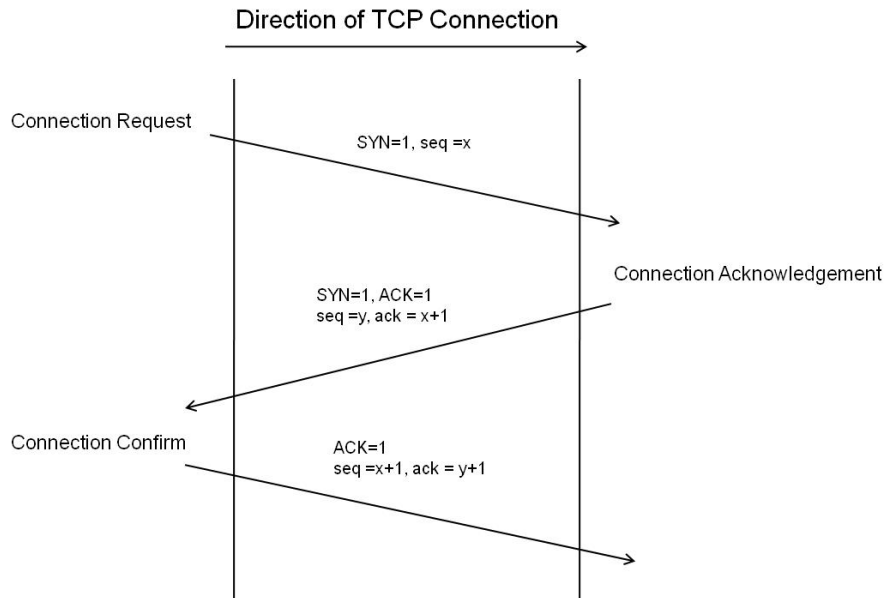 Direction of TCP Connection
Connection Request
SYN=1, seq =x
Connection Acknowledgement
SYN=1, ACK=1
seq =y, ack = x+1
Connection Confirm
ACK=1
seq =x+1, ack = y+1